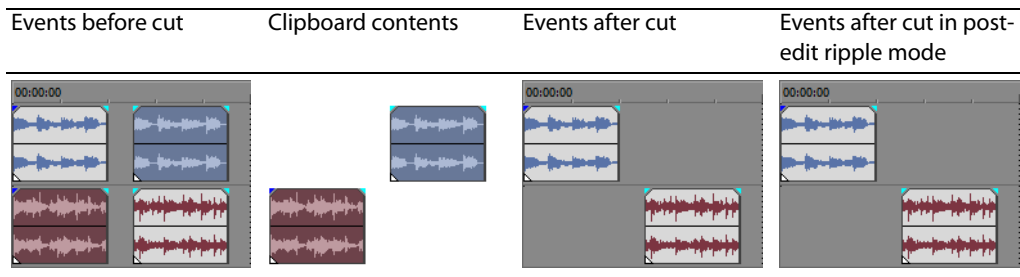 Events before cut
Clipboard contents
Events after cut
Events after cut in post-
edit ripple mode
00:00:00
00:00:00
00:00:00